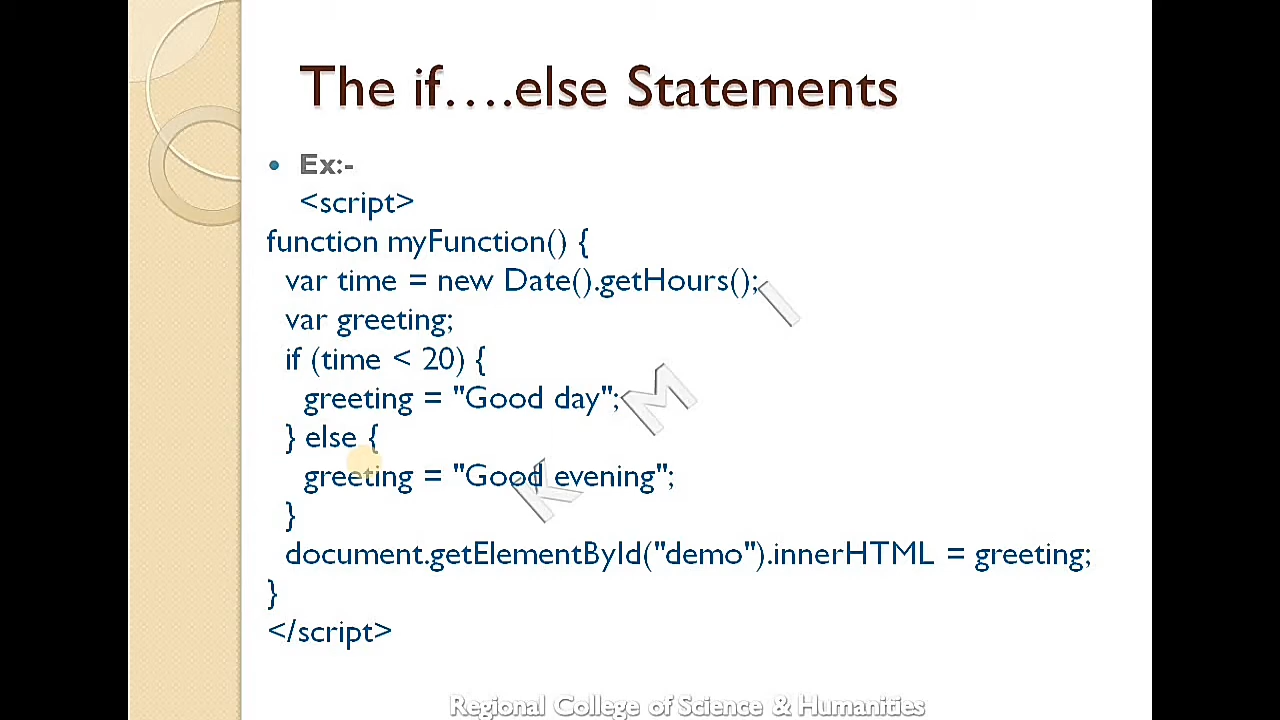 The if....else Statements
• Ex:-
<script>
function myFunction() {
var time = new Date().getHours();
var greeting;
if (time < 20) {
greeting = "Good day";
} else {
greeting = "Good evening";
}
document.getElementById("demo").innerHTML = greeting;
}
</script>
K M I
Regional College of Science & Humanities